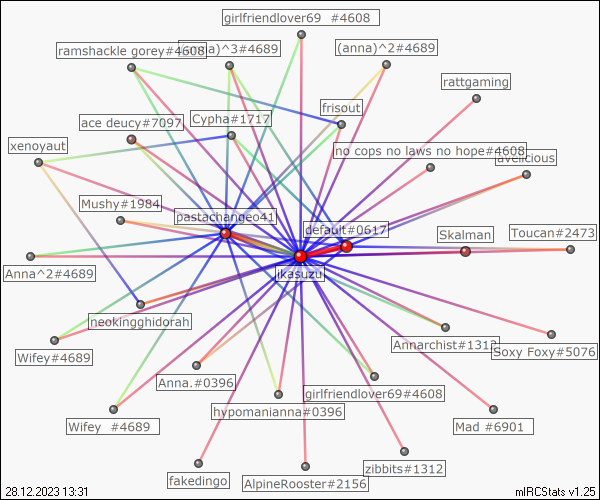 girlfriendlover69 #4608
ramshackle gorey#4608
a)^3#4689
(anna)^2#4689
rattgaming
frisout
ace deucy#7097
Cypha#1717
xenoyaut
no cops no laws no hope#4608
avelicious
Mushy#1984
pastachangeo41
default#0617
Skalman
Toucan#2473
Anna^2#4689
ikasuzu
neokingghidorah
Annarchist#1312
Soxy Foxy#5076
Wifey#4689
Anna.#0396
girlfriendlover69#4608
hypomanianna#0396
Wifey #4689
Mad #6901
zibbits#1312
fakedingo
AlpineRooster#2156
28.12.2023 13:31
mIRCStats v1.25